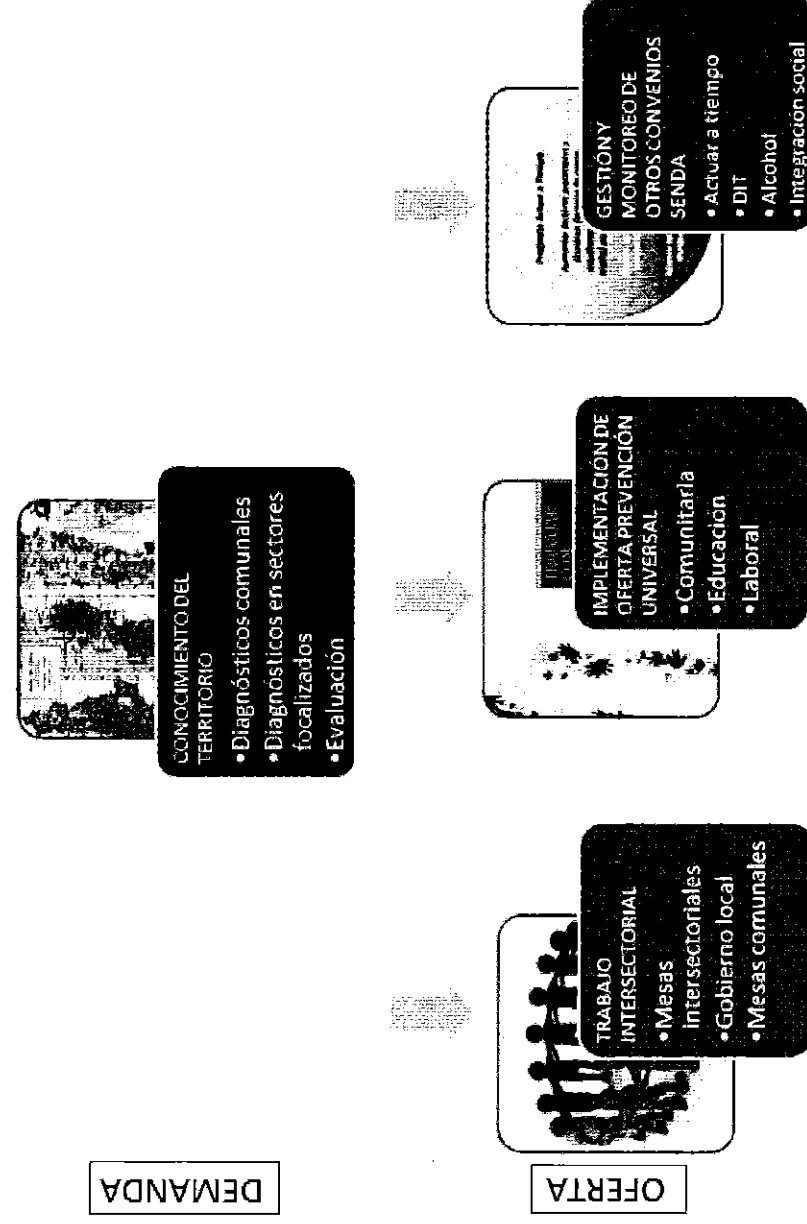 DEMANDA
CONOCIMIENTO DEL
TERRITORIO
• Diagnósticos comunales
• Diagnósticos en sectores
focalizados
• Evaluación
OFERTA
TRABAJO
INTERSECTORIAL
• Mesas
intersectoriales
• Gobierno local
• Mesas comunales
IMPLEMENTACIÓN DE
OFERTA PREVENCIÓN
UNIVERSAL
• Comunitaria
• Educación
• Laboral
GESTIÓN Y
MONITOREO DE
OTROS CONVENIOS
SENDA
• Actuar a tiempo
• DIT
• Alcohol
• Integración social